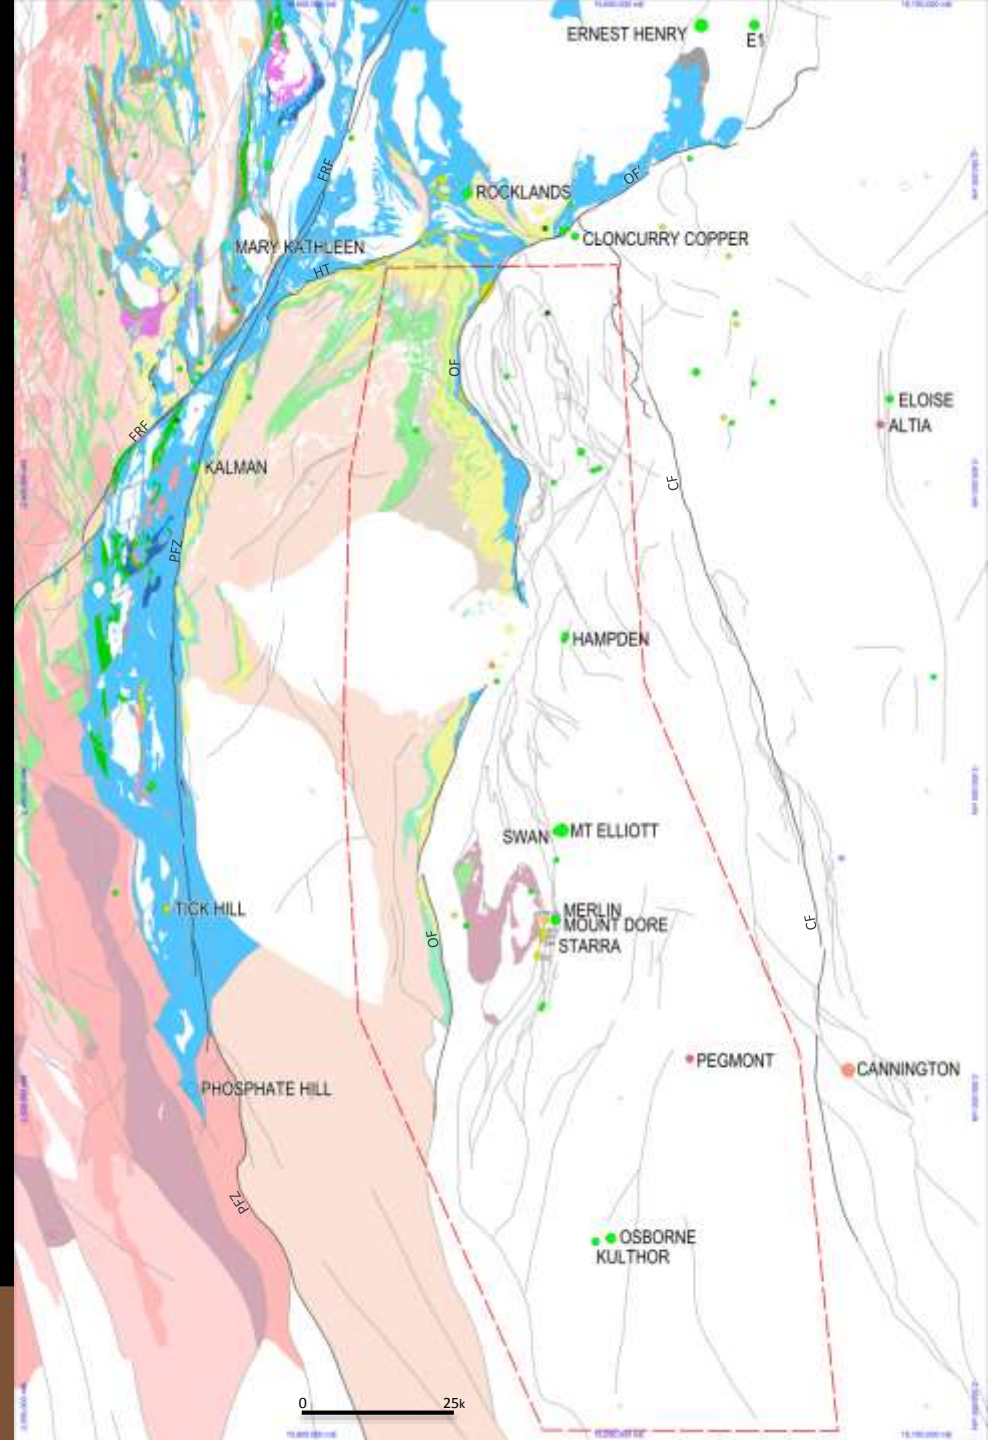 ERNEST HENRY
E1
FRF
OF'
ROCKLANDS
CLONCURRY COPPER
MARY KATHLEEN
HT
OF
ELOISE
ALTIA
FRF
KALMAN
CF
PFZ
HAMPDEN
MT ELLIOTT
SWAN
TICK HILL
MERLIN
MOUNT DORE
STARRA
OF
CF
PEGMONT
CANNINGTON
PHOSPHATE HILL
PFZ
OSBORNE
KULTHOR
0 25k